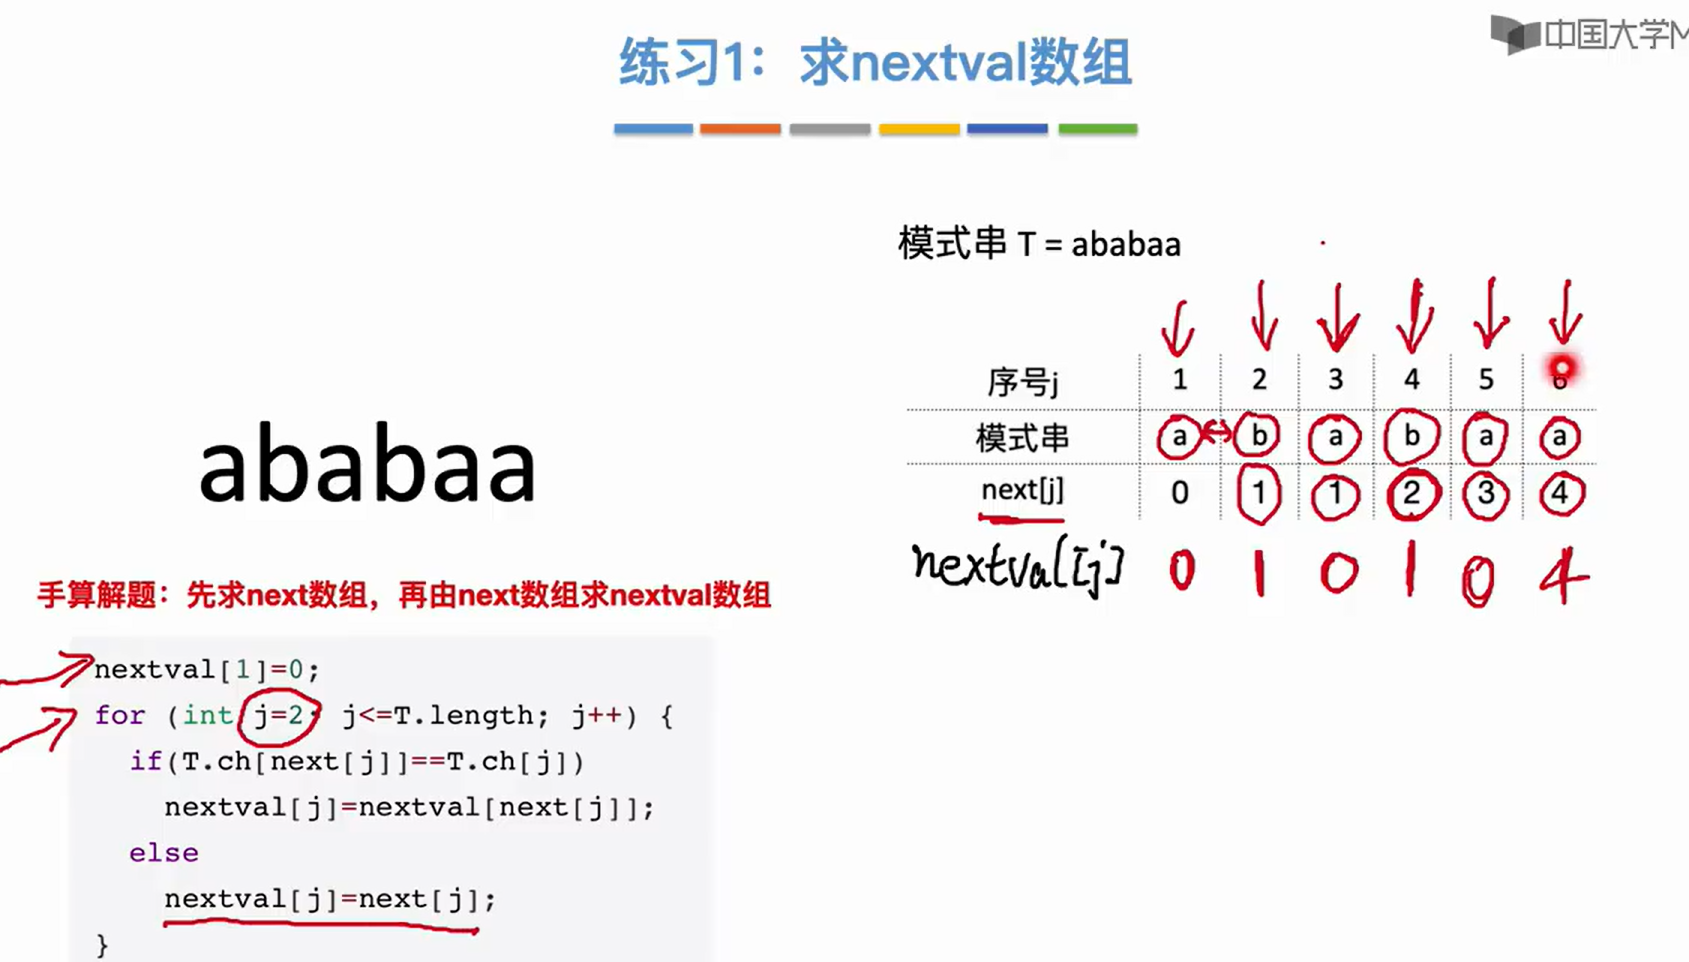 中国大学M
练习1：求nextval数组
模式串 T = ababaa
序号j 1 2 3 4 5 6
模式串 a b a b a a
next[j] 0 1 1 2 3 4
nextval[j] 0 1 0 1 0 4
ababaa
手算解题：先求next数组，再由next数组求nextval数组
nextval[1]=0;
for (int j=2; j<=T.length; j++) {
if(T.ch[next[j]]==T.ch[j])
nextval[j]=nextval[next[j]];
else
nextval[j]=next[j];
}